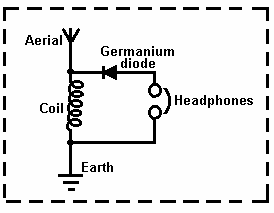 Aerial
Germanium
diode
Coil
Headphones
Earth